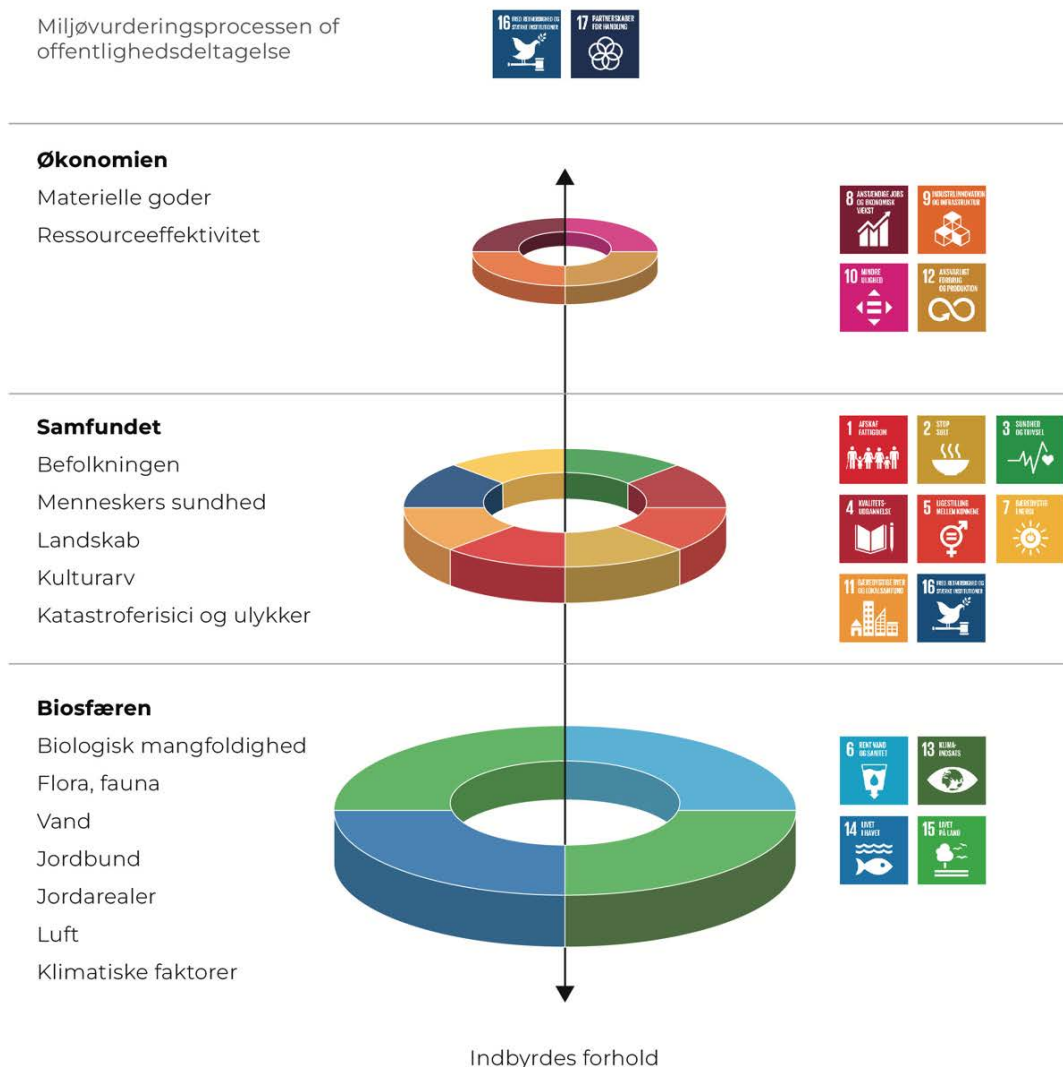 Miljøvurderingsprocessen of
offentlighedsdeltagelse
16 FRED, RETFÆRDIGHED OG
STÆRKE INSTITUTIONER
17 PARTNERSKABER
FOR HANDLING
Økonomien
Materielle goder
Ressourceeffektivitet
8 ANSTÆNDIGE JOBS
OG ØKONOMISK
VÆKST
9 INDUSTRI, INNOVATION
OG INFRASTRUKTUR
10 MINDRE
ULIGHED
12 ANSVARLIGT
FORBRUG
OG PRODUKTION
Samfundet
Befolkningen
Menneskers sundhed
Landskab
Kulturarv
Katastroferisici og ulykker
1 AFSKAF
FATTIGDOM
2 STOP
SULT
3 SUNDHED
OG TRIVSEL
4 KVALITETS-
UDDANNELSE
5 LIGESTILLING
MELLEM KØNNENE
7 BÆREDYGTIG
ENERGI
11 BÆREDYGTIGE BYER
OG LOKALSAMFUND
16 FRED, RETFÆRDIGHED OG
STÆRKE INSTITUTIONER
Biosfæren
Biologisk mangfoldighed
Flora, fauna
Vand
Jordbund
Jordarealer
Luft
Klimatiske faktorer
6 RENT VAND
OG SANITET
13 KLIMA-
INDSATS
14 LIVET
I HAVET
15 LIVET
PÅ LAND
Indbyrdes forhold